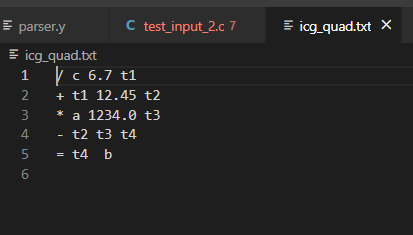 parser.y C test_input_2.c 7 icg_quad.txt ×
icg_quad.txt
1 / c 6.7 t1
2 + t1 12.45 t2
3 * a 1234.0 t3
4 - t2 t3 t4
5 = t4  b
6